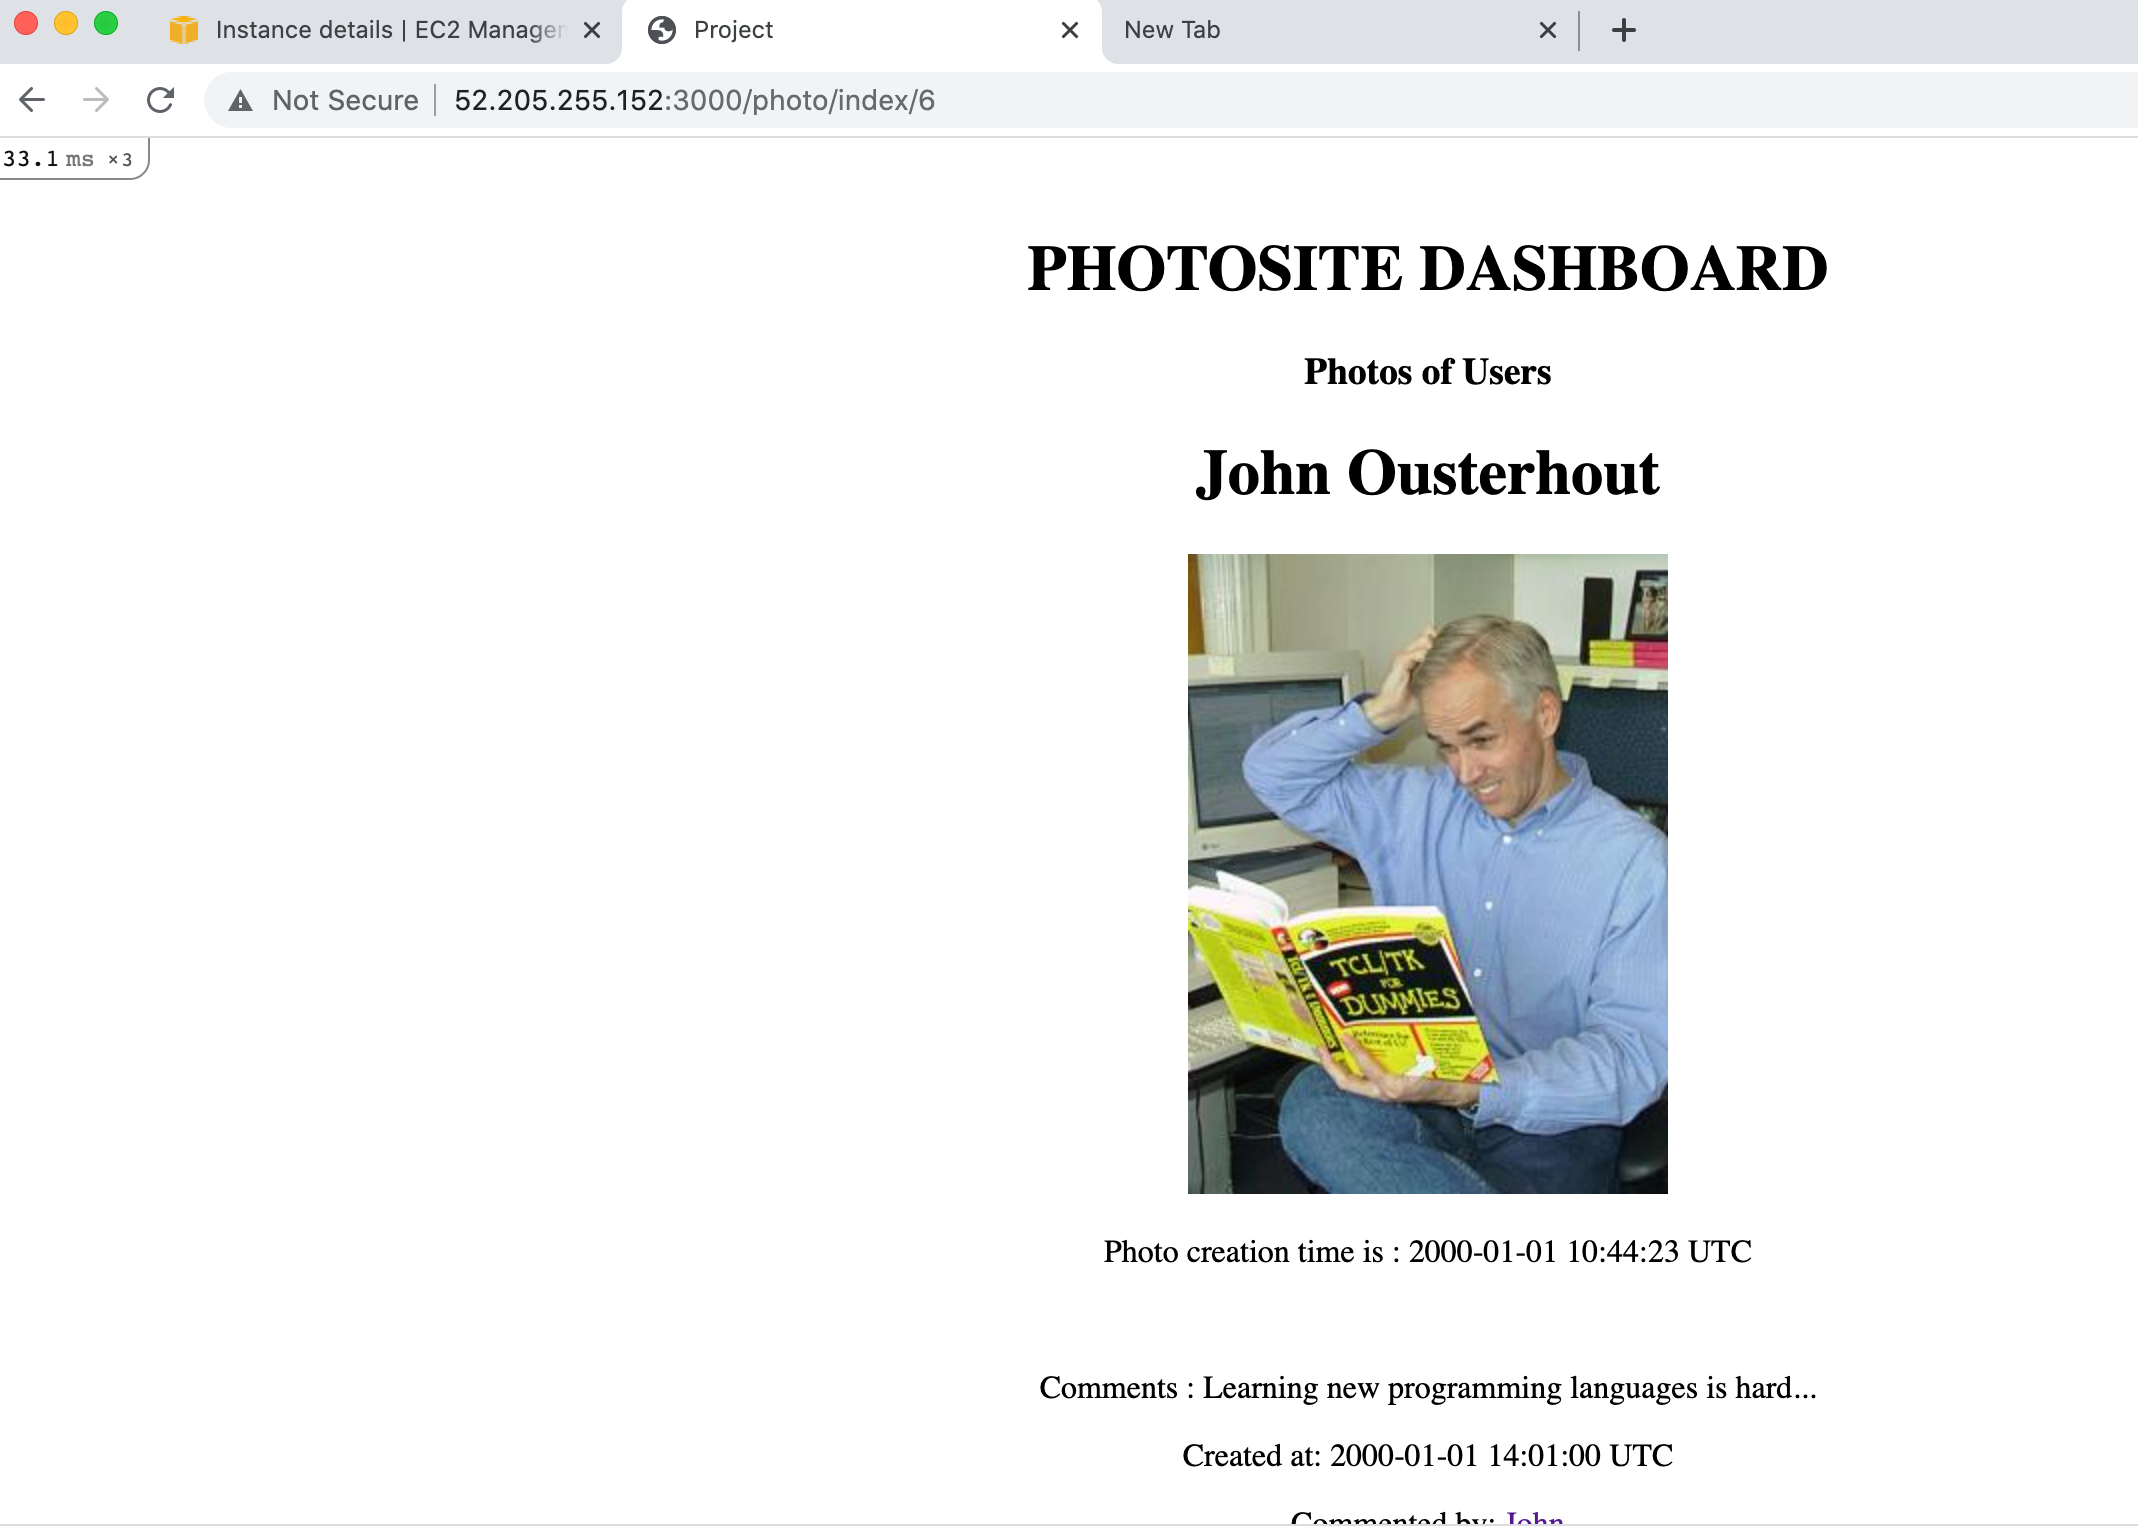 Instance details | EC2 Manager
Project
New Tab
Not Secure
52.205.255.152:3000/photo/index/6
33.1 ms ×3
PHOTOSITE DASHBOARD
Photos of Users
John Ousterhout
TCL/TK
FOR
DUMMIES
Photo creation time is : 2000-01-01 10:44:23 UTC
Comments : Learning new programming languages is hard...
Created at: 2000-01-01 14:01:00 UTC
Commented by: John